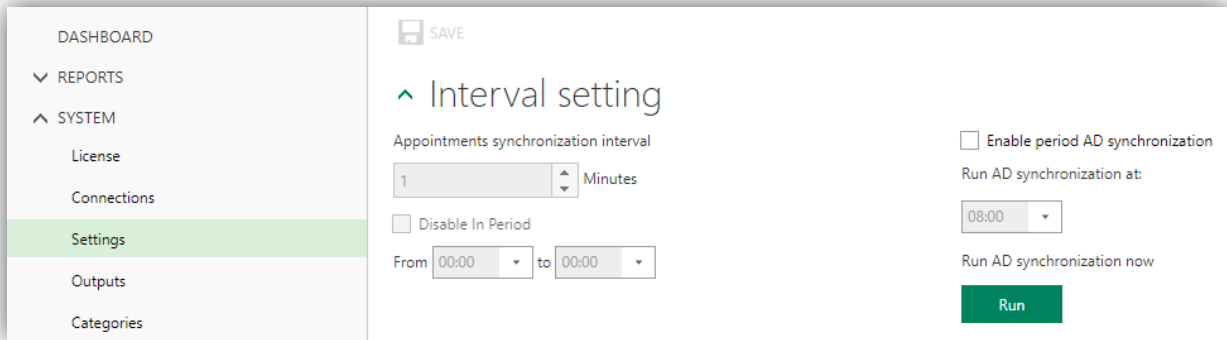 DASHBOARD
REPORTS
SYSTEM
License
Connections
Settings
Outputs
Categories
SAVE
Interval setting
Appointments synchronization interval
1 Minutes
Disable In Period
From 00:00 to 00:00
Enable period AD synchronization
Run AD synchronization at:
08:00
Run AD synchronization now
Run